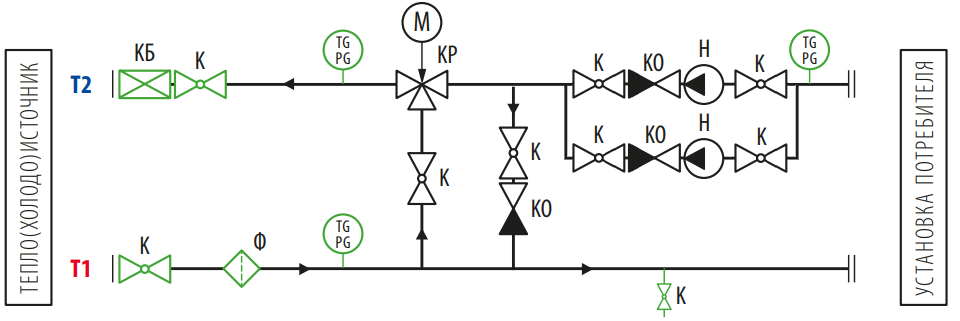 ТЕПЛО(ХОЛОДО)ИСТОЧНИК
T2
КБ
К
TG
PG
M
КР
К
КО
Н
К
TG
PG
К
КО
Н
К
К
К
КО
T1
К
Ф
TG
PG
К
УСТАНОВКА ПОТРЕБИТЕЛЯ